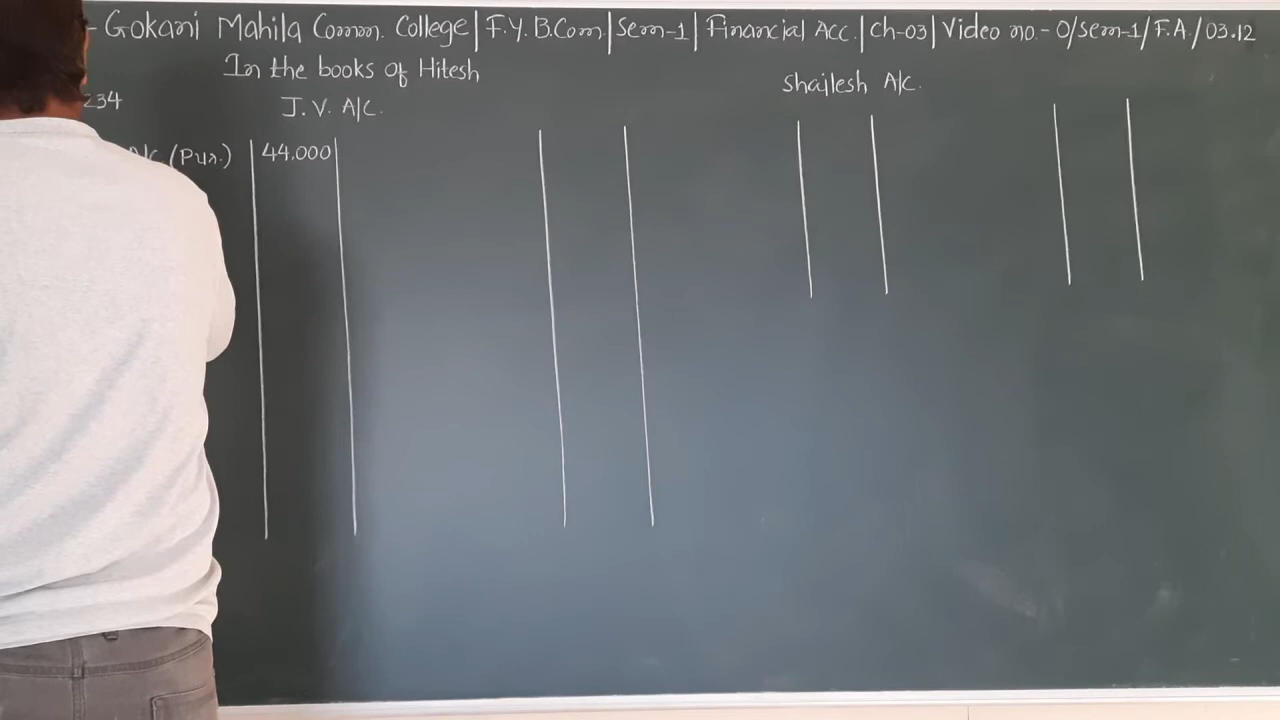 - Gokani Mahila Comm. College | F.Y. B.Com. | Sem-1 | Financial Acc. | Ch-03 | Video no.- 0/Sem-1/F.A./03.12
In the books of Hitesh
Shailesh A/C.
234
J. V. A/C.
A/C (Pur.) 44,000